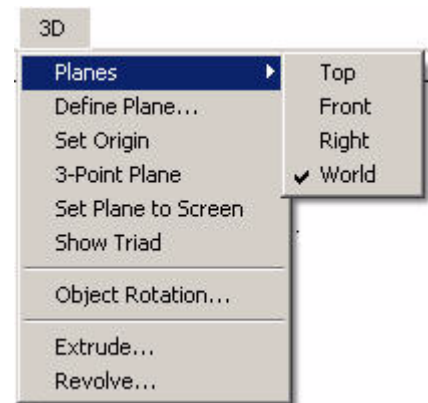 3D
Planes
Define Plane...
Set Origin
3-Point Plane
Set Plane to Screen
Show Triad
Object Rotation...
Extrude...
Revolve...
Top
Front
Right
World